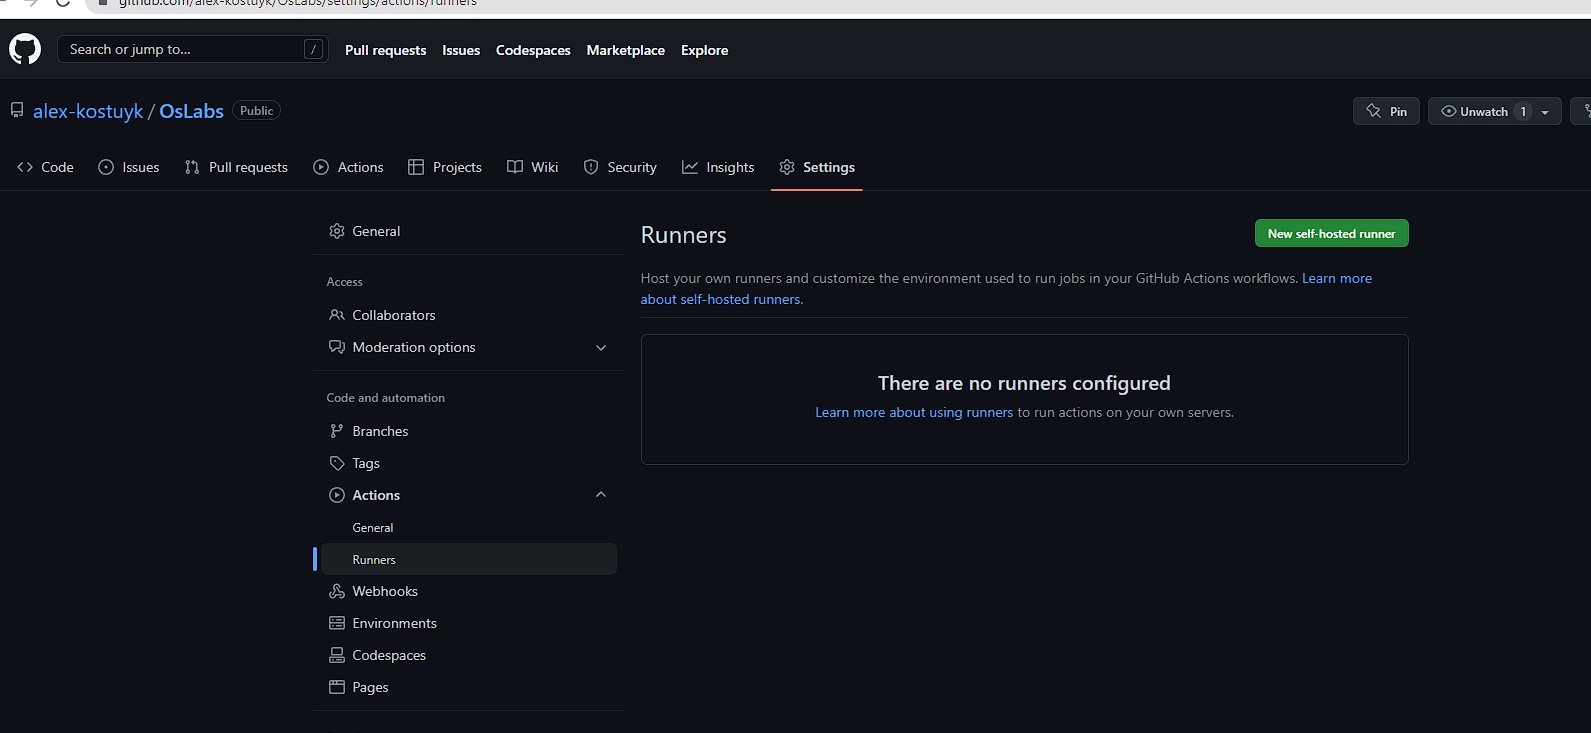 github.com/alex-kostuyk/OsLabs/settings/actions/runners
Search or jump to... /
Pull requests Issues Codespaces Marketplace Explore
alex-kostuyk / OsLabs Public
Pin Unwatch 1
Code Issues Pull requests Actions Projects Wiki Security Insights Settings
General
Access
Collaborators
Moderation options
Code and automation
Branches
Tags
Actions
General
Runners
Webhooks
Environments
Codespaces
Pages
Runners
New self-hosted runner
Host your own runners and customize the environment used to run jobs in your GitHub Actions workflows. Learn more
about self-hosted runners.
There are no runners configured
Learn more about using runners to run actions on your own servers.